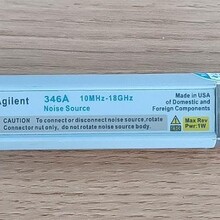 Agilent 346A 10MHz-18GHz
Noise Source
Made in USA
of Domestic and
Foreign Components
CAUTION To connector or disconnect noise source, rotate
Connector nut only, do not rotate noise source body.
Max Rev
Pwr:1W